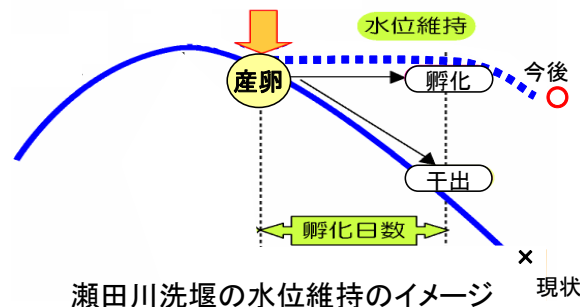 水位維持
産卵
孵化
今後
干出
孵化日数
現状
瀬田川洗堰の水位維持のイメージ